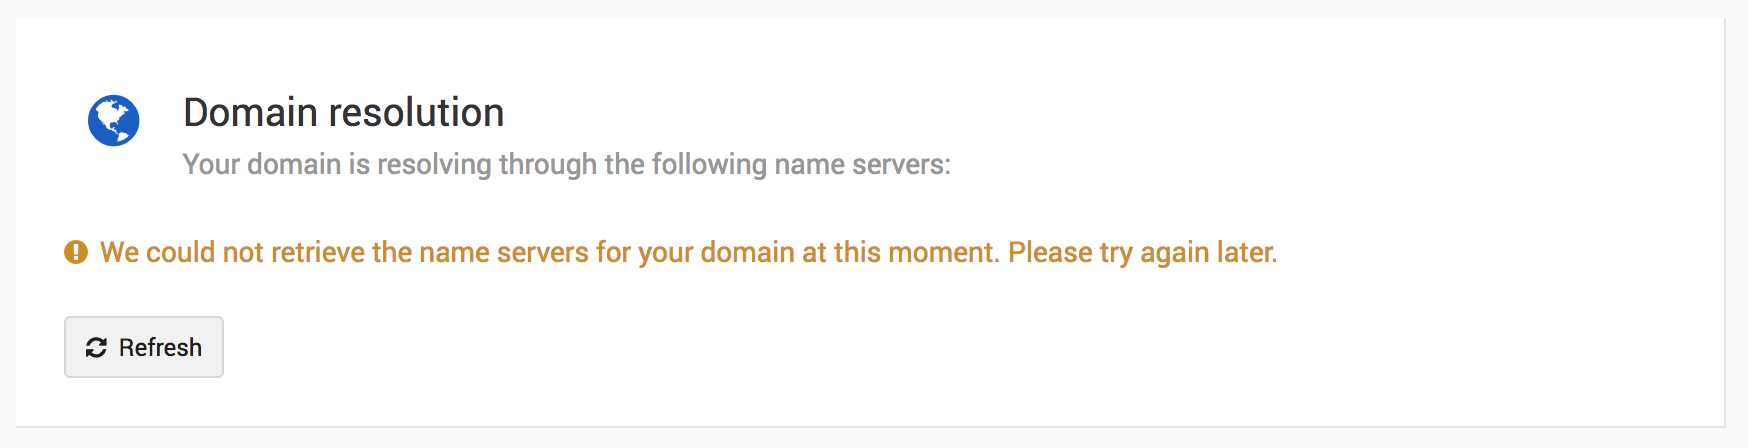 Domain resolution
Your domain is resolving through the following name servers:
We could not retrieve the name servers for your domain at this moment. Please try again later.
Refresh